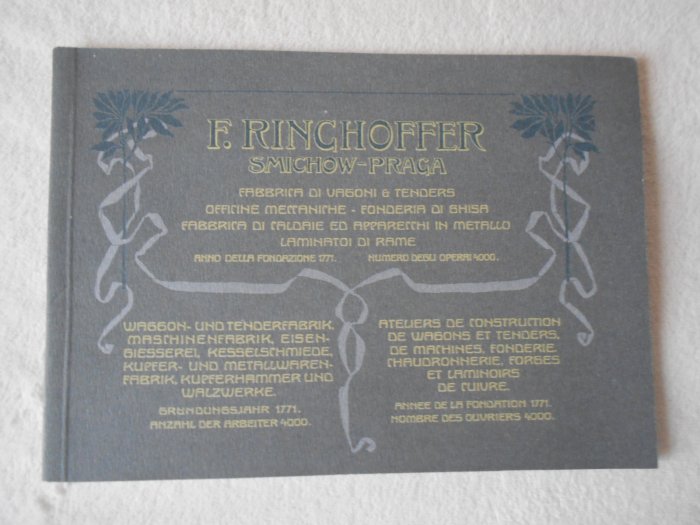 F. RINGHOFFER
SMICHOW-PRAGA
FABBRICA DI VAGONI & TENDERS
OFFICINE MECCANICHE - FONDERIA DI GHISA
FABBRICA DI CALDAIE ED APPARECCHI IN METALLO
LAMINATOI DI RAME
ANNO DELLA FONDAZIONE 1771. NUMERO DEGLI OPERAI 4000.
WAGGON- UND TENDERFABRIK,
MASCHINENFABRIK, EISEN-
GIESSEREI, KESSELSCHMIEDE,
KUPFER- UND METALLWAREN-
FABRIK, KUPFERHAMMER UND
WALZWERKE.
GRÜNDUNGSJAHR 1771.
ANZAHL DER ARBEITER 4000.
ATELIERS DE CONSTRUCTION
DE WAGONS ET TENDERS,
DE MACHINES, FONDERIE,
CHAUDRONNERIE, FORGES
ET LAMINOIRS
DE CUIVRE.
ANNEE DE LA FONDATION 1771.
NOMBRE DES OUVRIERS 4000.